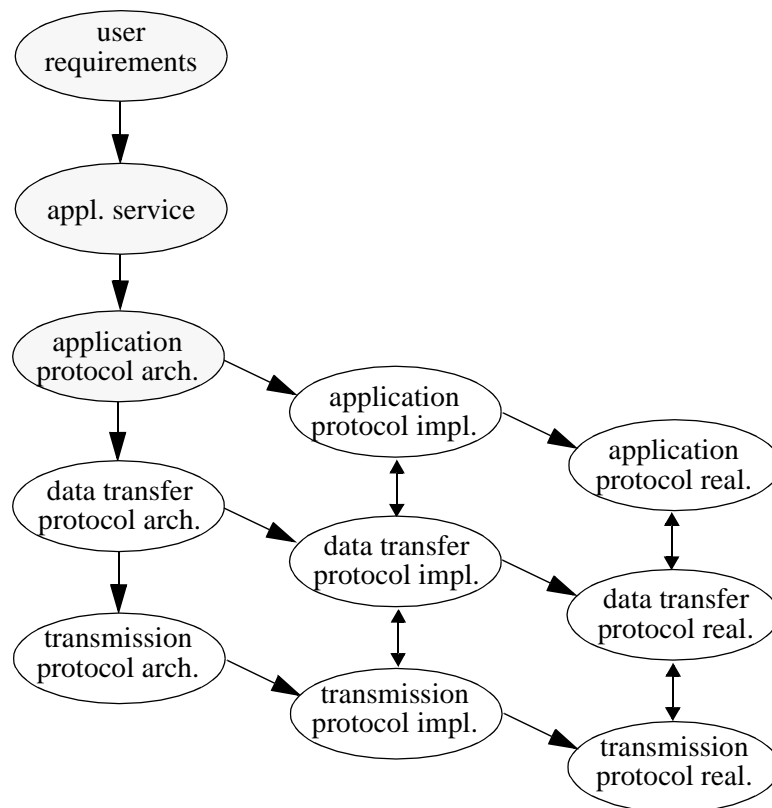 user
requirements
appl. service
application
protocol arch.
application
protocol impl.
application
protocol real.
data transfer
protocol arch.
data transfer
protocol impl.
data transfer
protocol real.
transmission
protocol arch.
transmission
protocol impl.
transmission
protocol real.